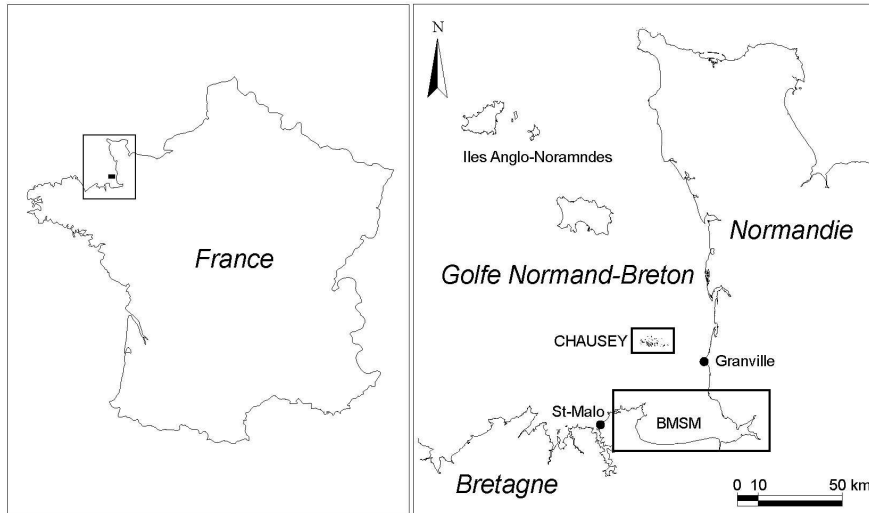 France
N
Iles Anglo-Noramndes
Normandie
Golfe Normand-Breton
CHAUSEY
Granville
St-Malo
BMSM
Bretagne
0 10 50 km